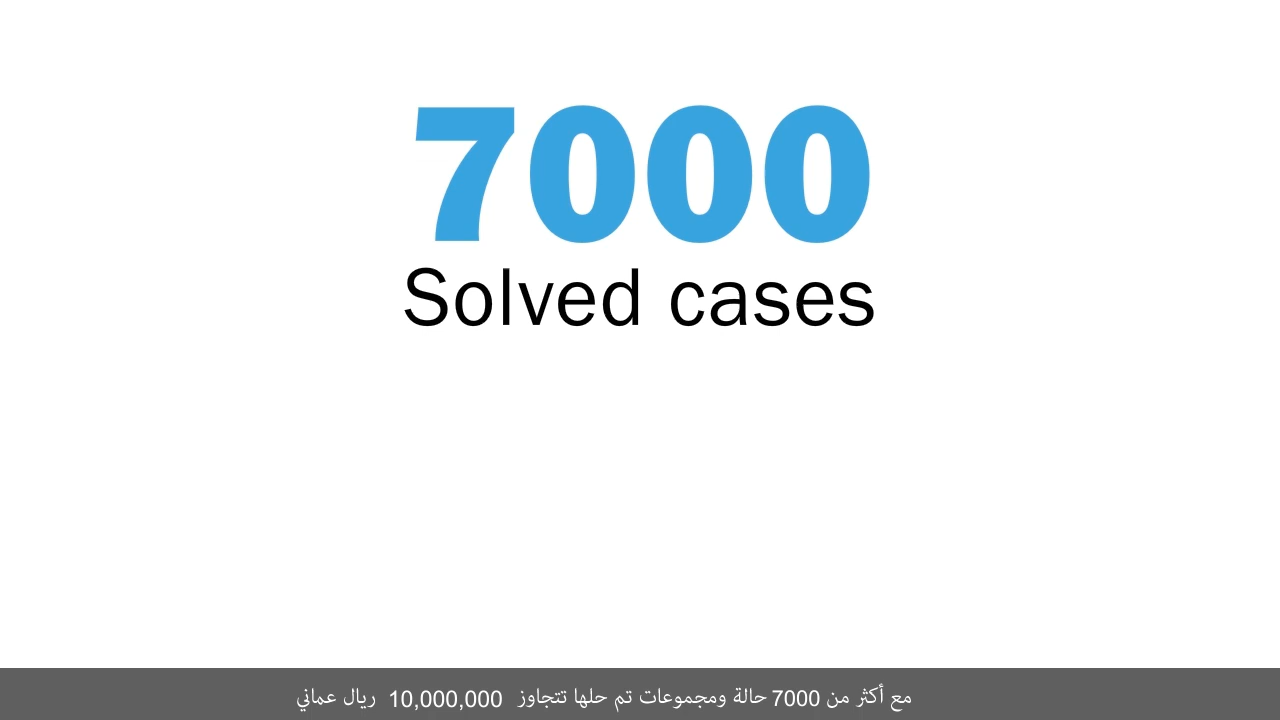 7000
Solved cases
مع أكثر من 7000 حالة ومجموعات تم حلها تتجاوز 10,000,000 ريال عماني